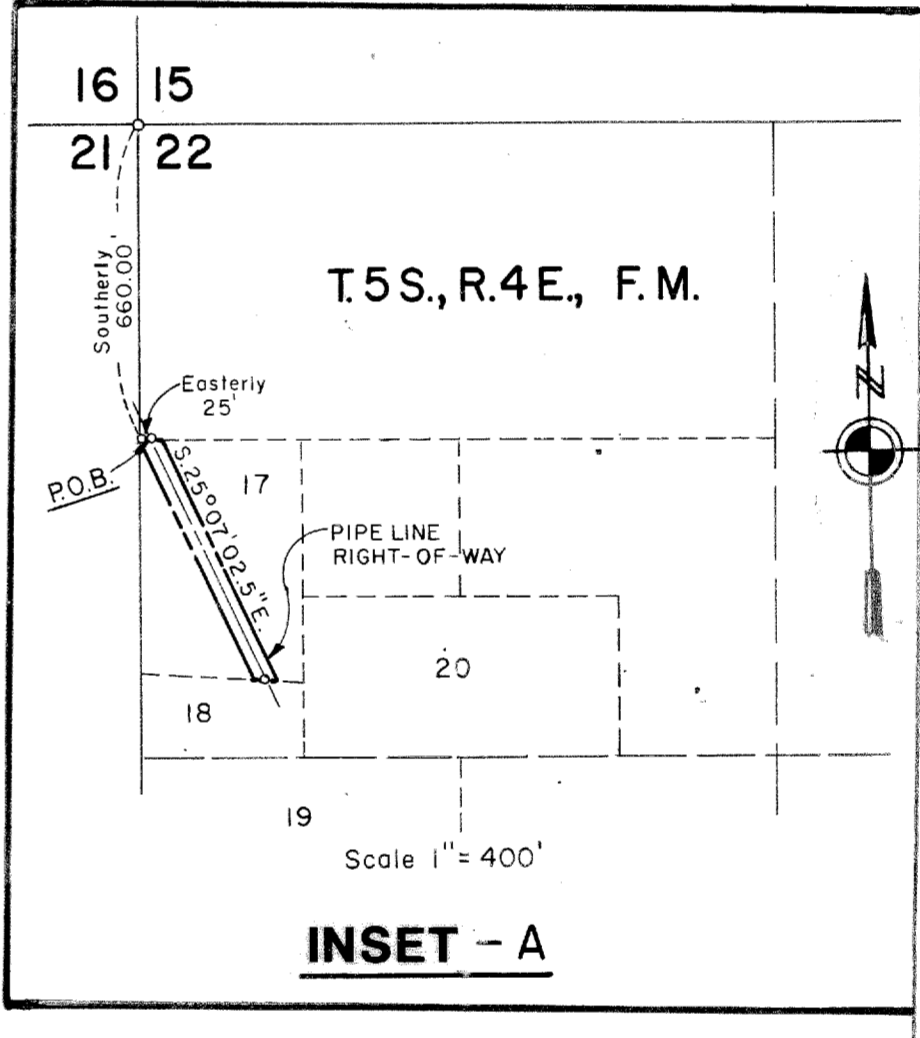 16 15
21 22
T. 5 S., R. 4 E., F. M.
Southerly
660.00'
Easterly
25'
N
P.O.B.
S. 25° 07' 02.5" E.
17
PIPE LINE
RIGHT-OF-WAY
20
18
19
Scale 1" = 400'
INSET - A